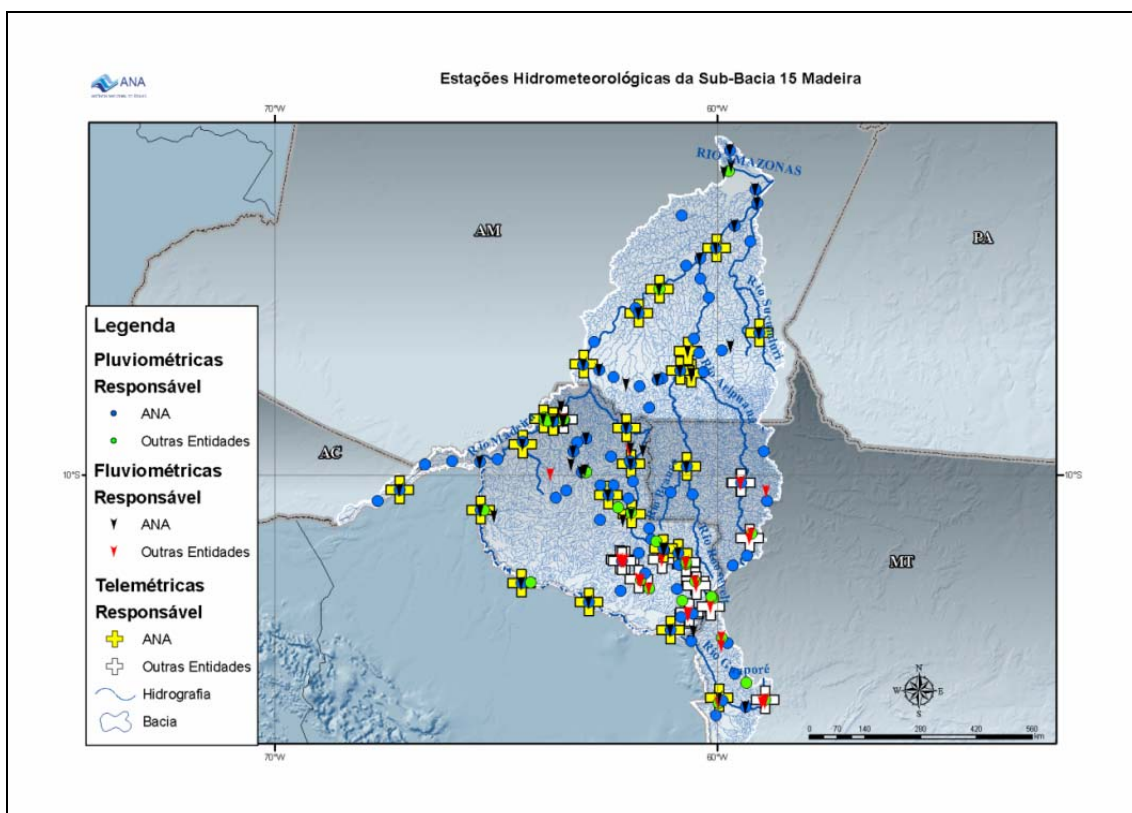 ANA
Estações Hidrometeorológicas da Sub-Bacia 15 Madeira
70°W
60°W
RIO AMAZONAS
AM
PA
Rio Sucunduri
Legenda
Pluviométricas
Responsável
ANA
Outras Entidades
Fluviométricas
Responsável
ANA
Outras Entidades
Telemétricas
Responsável
ANA
Outras Entidades
Hidrografia
Bacia
Rio Madeira
AC
10°S
10°S
MT
Rio Guaporé
N
W
E
S
0 70 140 280 420 560
km
70°W
60°W